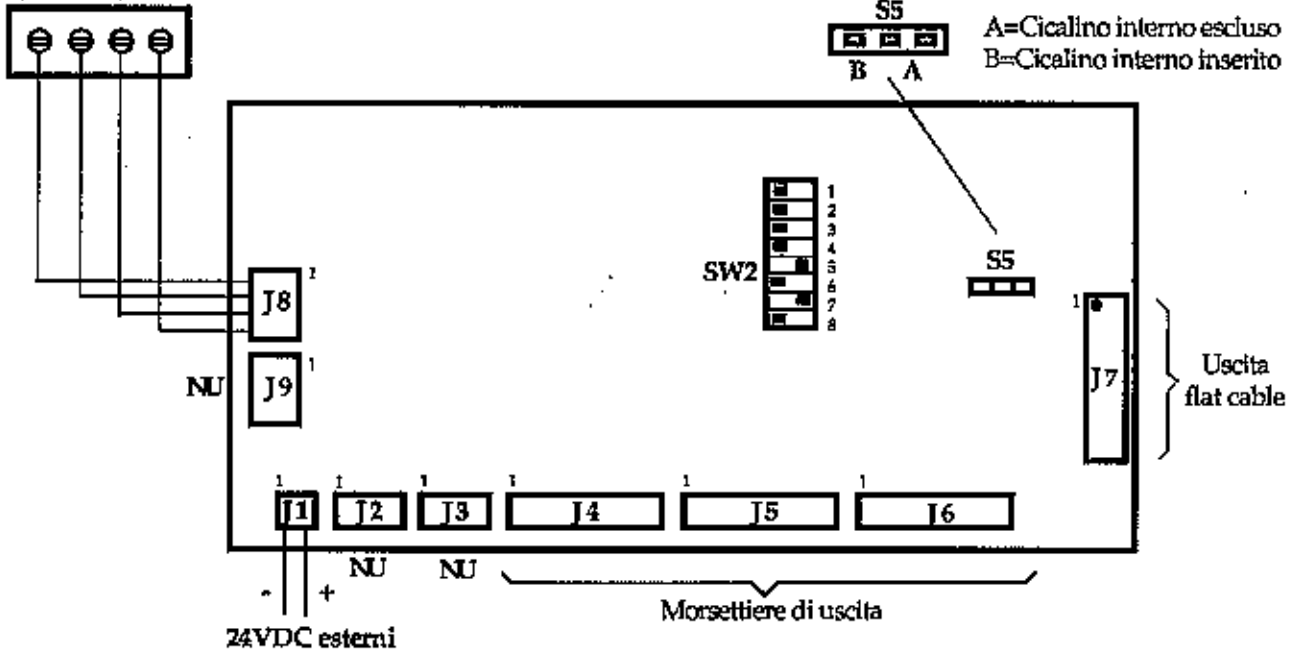 S5
A=Cicalino interno escluso
B=Cicalino interno inserito
B A
1
2
3
4
5
6
7
8
SW2
S5
1
J8
1
J7
Uscita
flat cable
1
NU
J9
1
J1
1
J2
1
J3
1
J4
1
J5
1
J6
NU
NU
- +
Morsettiere di uscita
24VDC esterni